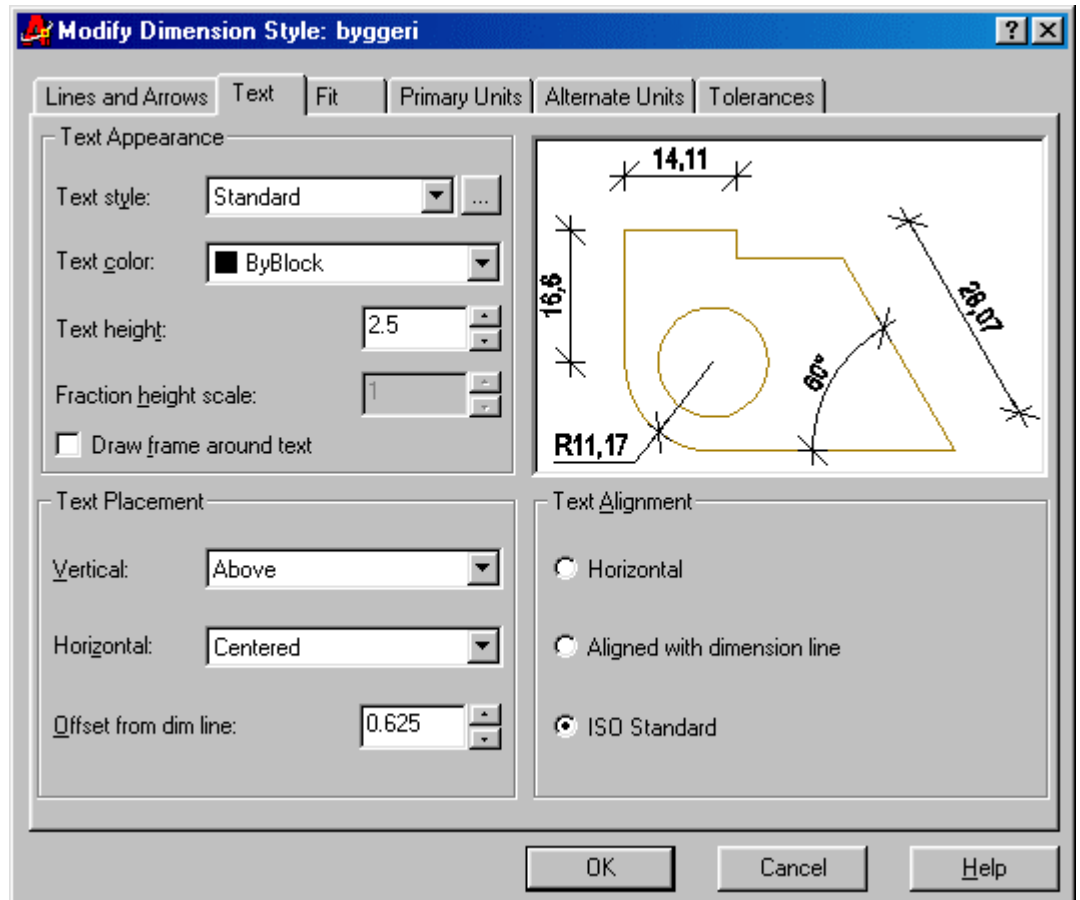 Modify Dimension Style: byggeri
Lines and Arrows Text Fit Primary Units Alternate Units Tolerances
Text Appearance
Text style: Standard ...
Text color: ByBlock
Text height: 2.5
Fraction height scale: 1
Draw frame around text
14,11
16,6
28,07
60°
R11,17
Text Placement
Vertical: Above
Horizontal: Centered
Offset from dim line: 0.625
Text Alignment
Horizontal
Aligned with dimension line
ISO Standard
OK Cancel Help